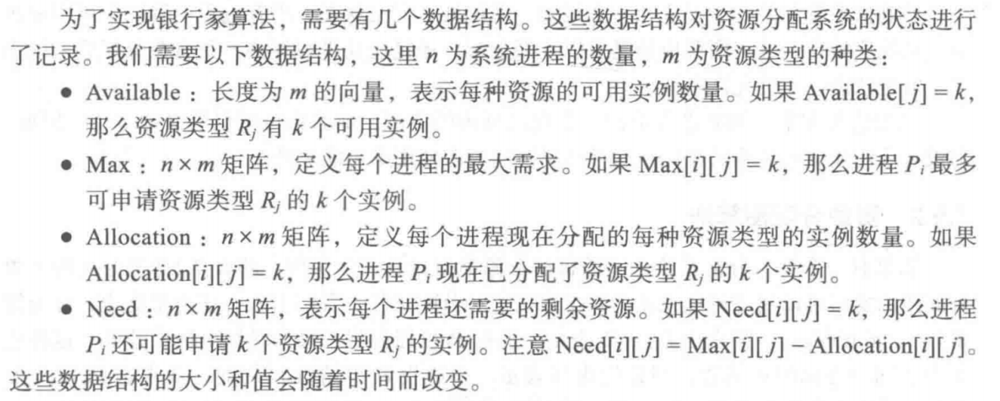 为了实现银行家算法，需要有几个数据结构。这些数据结构对资源分配系统的状态进行
了记录。我们需要以下数据结构，这里 n 为系统进程的数量，m 为资源类型的种类：
● Available ：长度为 m 的向量，表示每种资源的可用实例数量。如果 Available[j] = k，
那么资源类型 Rj 有 k 个可用实例。
● Max ：n × m 矩阵，定义每个进程的最大需求。如果 Max[i][j] = k，那么进程 Pi 最多
可申请资源类型 Rj 的 k 个实例。
● Allocation ：n × m 矩阵，定义每个进程现在分配的每种资源类型的实例数量。如果
Allocation[i][j] = k，那么进程 Pi 现在已分配了资源类型 Rj 的 k 个实例。
● Need ：n × m 矩阵，表示每个进程还需要的剩余资源。如果 Need[i][j] = k，那么进程
Pi 还可能申请 k 个资源类型 Rj 的实例。注意 Need[i][j] = Max[i][j] − Allocation[i][j]。
这些数据结构的大小和值会随着时间而改变。